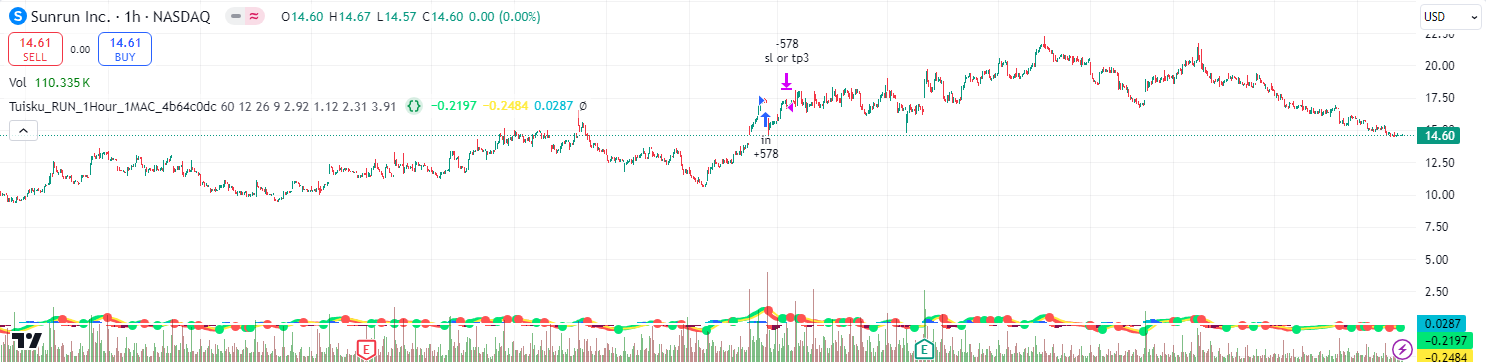 Sunrun Inc. · 1h · NASDAQ O14.60 H14.67 L14.57 C14.60 0.00 (0.00%)
USD
14.61 0.00 14.61
SELL BUY
Vol 110.335 K
Tuisku_RUN_1Hour_1MAC_4b64c0dc 60 12 26 9 2.92 1.12 2.31 3.91 {} −0.2197 −0.2484 0.0287 Ø
-578
sl or tp3
in
+578
22.50
20.00
17.50
14.60
12.50
10.00
7.50
5.00
2.50
0.0287
−0.2197
−0.2484
E
E